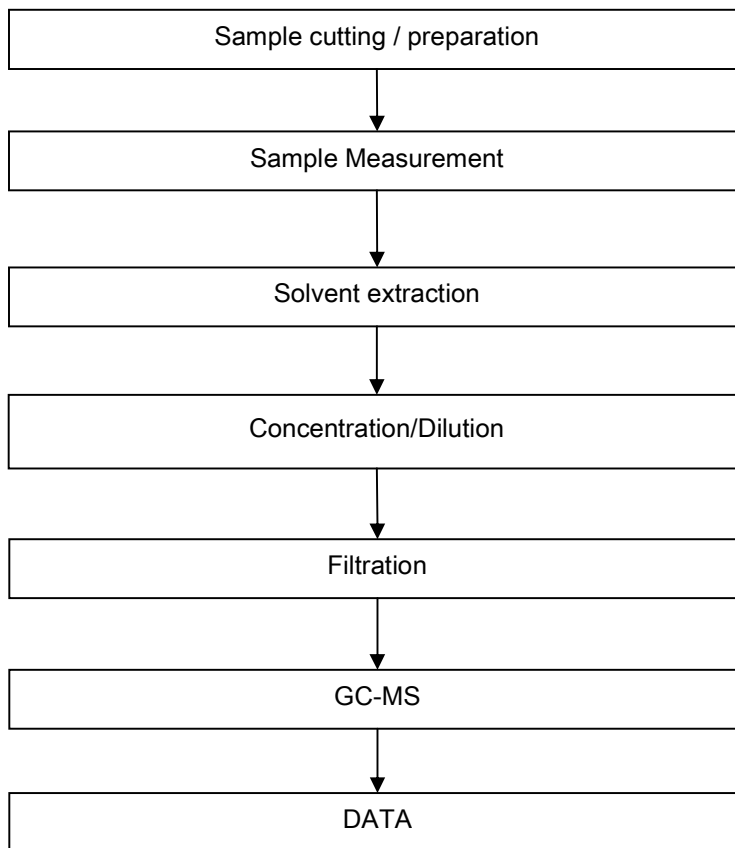 Sample cutting / preparation
Sample Measurement
Solvent extraction
Concentration/Dilution
Filtration
GC-MS
DATA